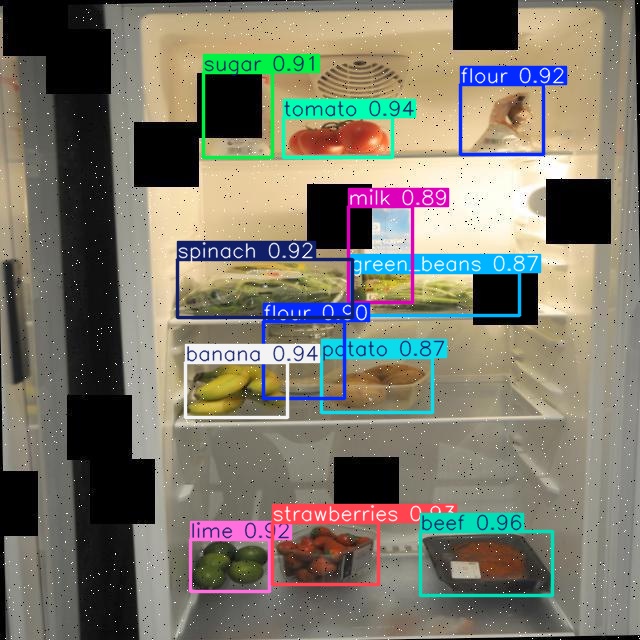 sugar 0.91
flour 0.92
tomato 0.94
milk 0.89
spinach 0.92
green_beans 0.87
flour 0.90
banana 0.94
potato 0.87
strawberries 0.93
beef 0.96
lime 0.92